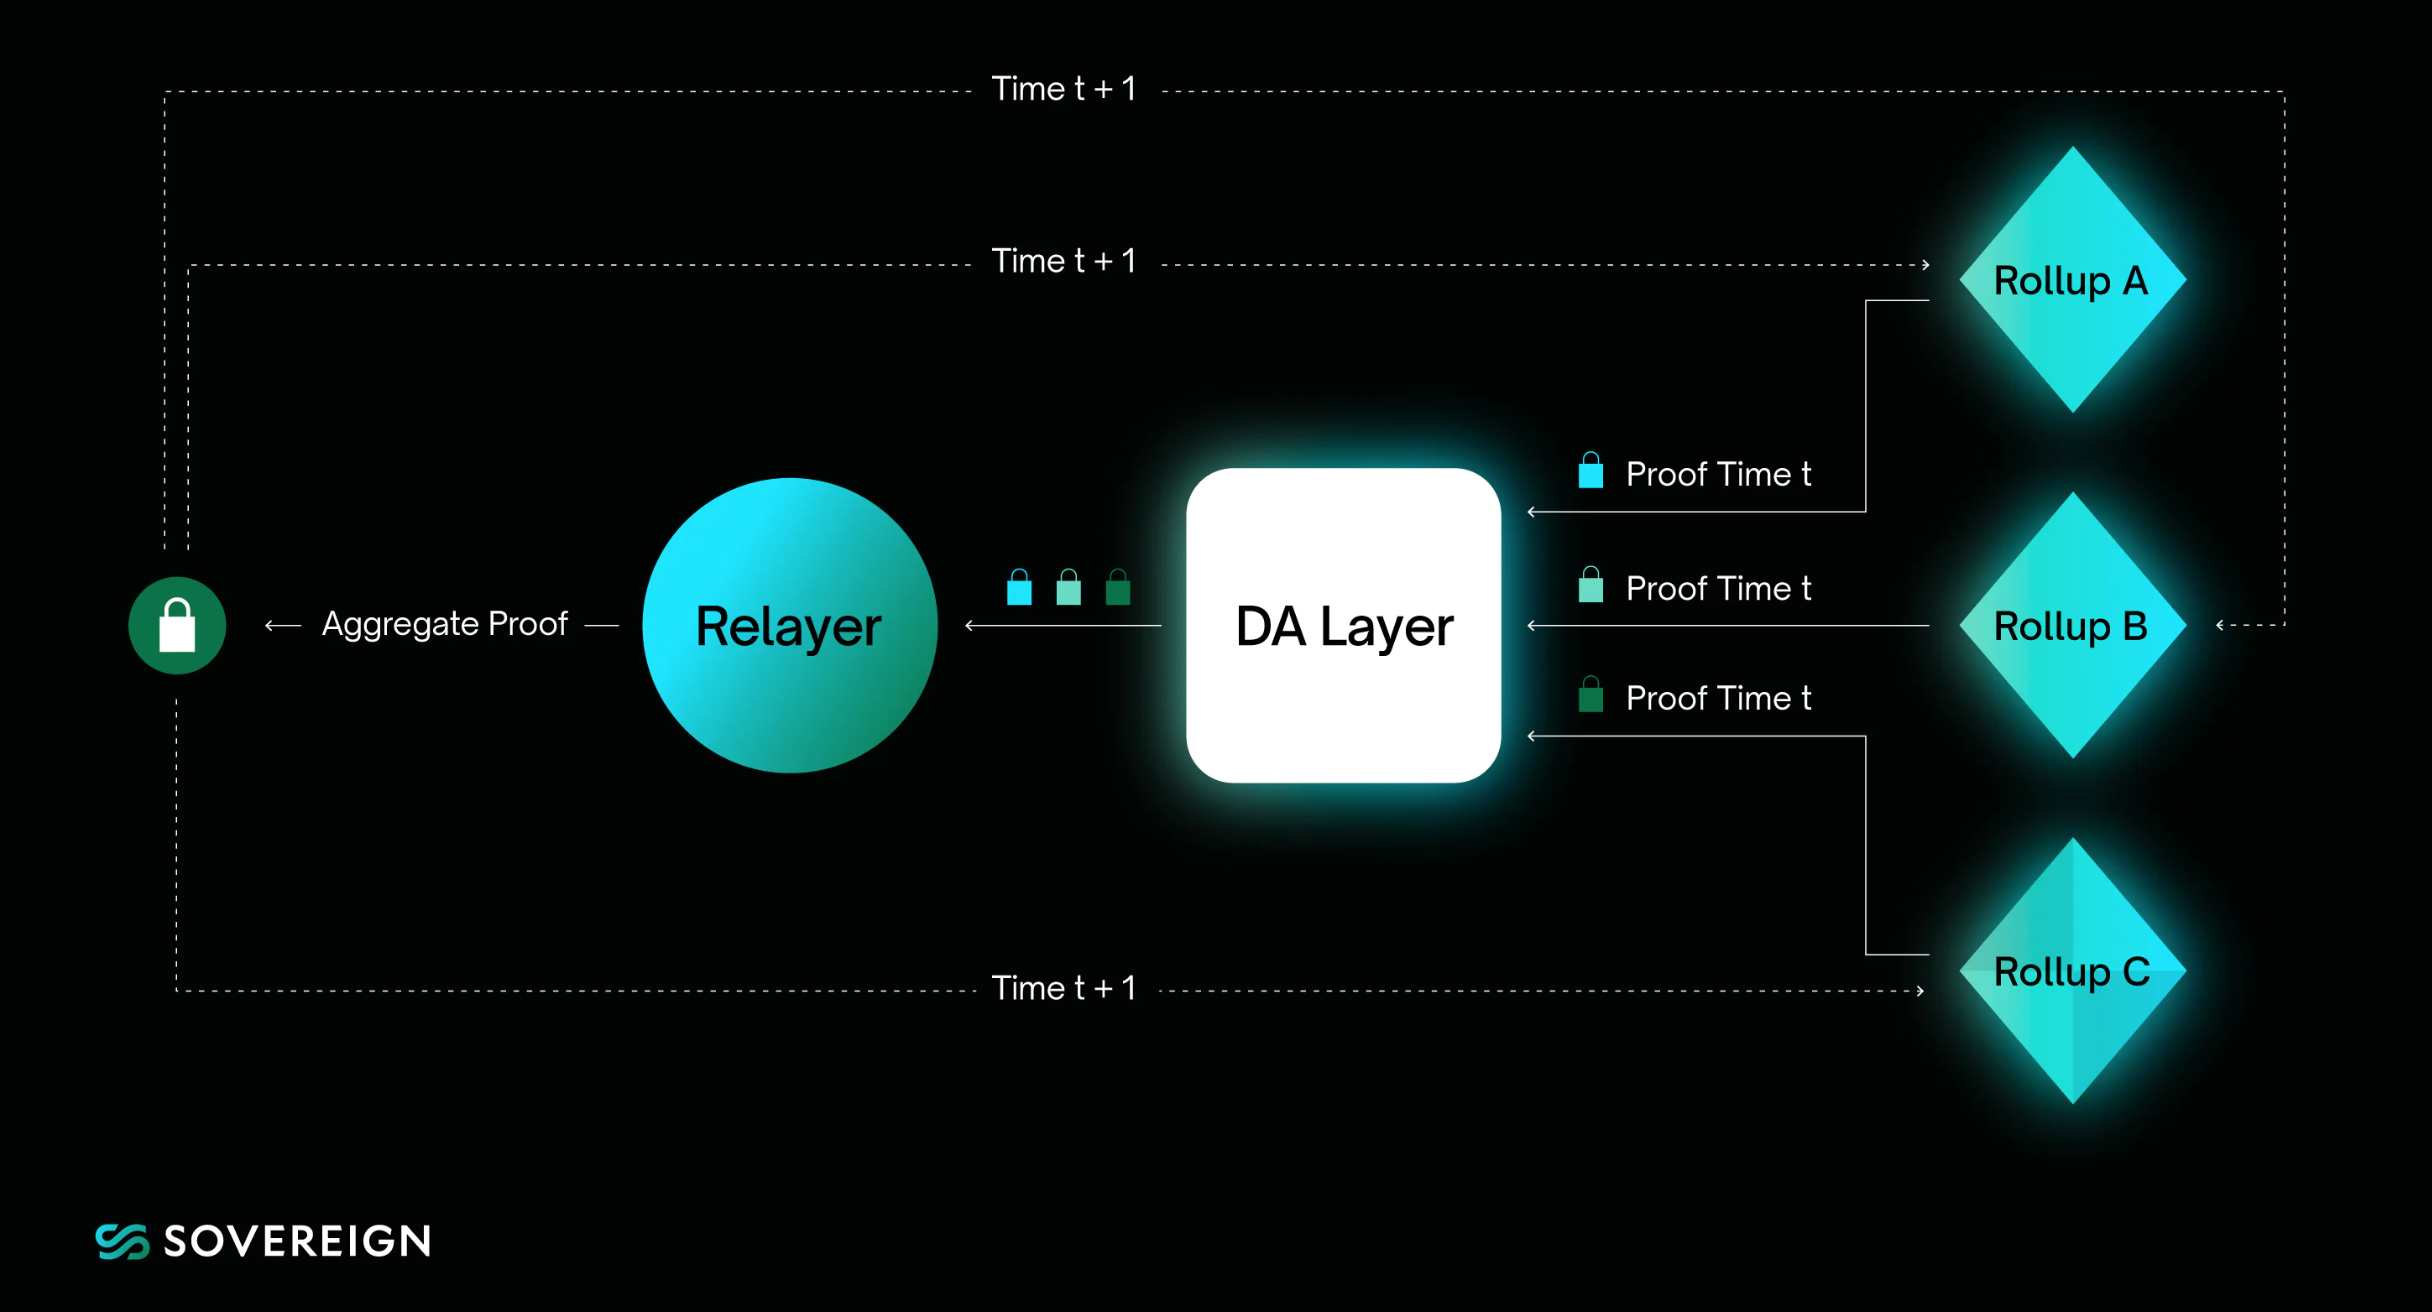 Time t + 1
Time t + 1
Rollup A
Proof Time t
Proof Time t
Aggregate Proof
Relayer
DA Layer
Rollup B
Proof Time t
Rollup C
Time t + 1
SOVEREIGN